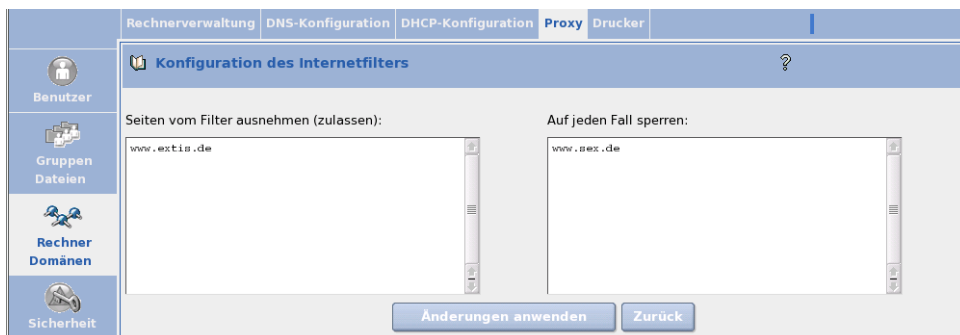 Rechnerverwaltung DNS-Konfiguration DHCP-Konfiguration Proxy Drucker
Konfiguration des Internetfilters ?
Benutzer
Gruppen
Dateien
Rechner
Domänen
Sicherheit
Seiten vom Filter ausnehmen (zulassen):
www.extis.de
Auf jeden Fall sperren:
www.sex.de
Änderungen anwenden Zurück